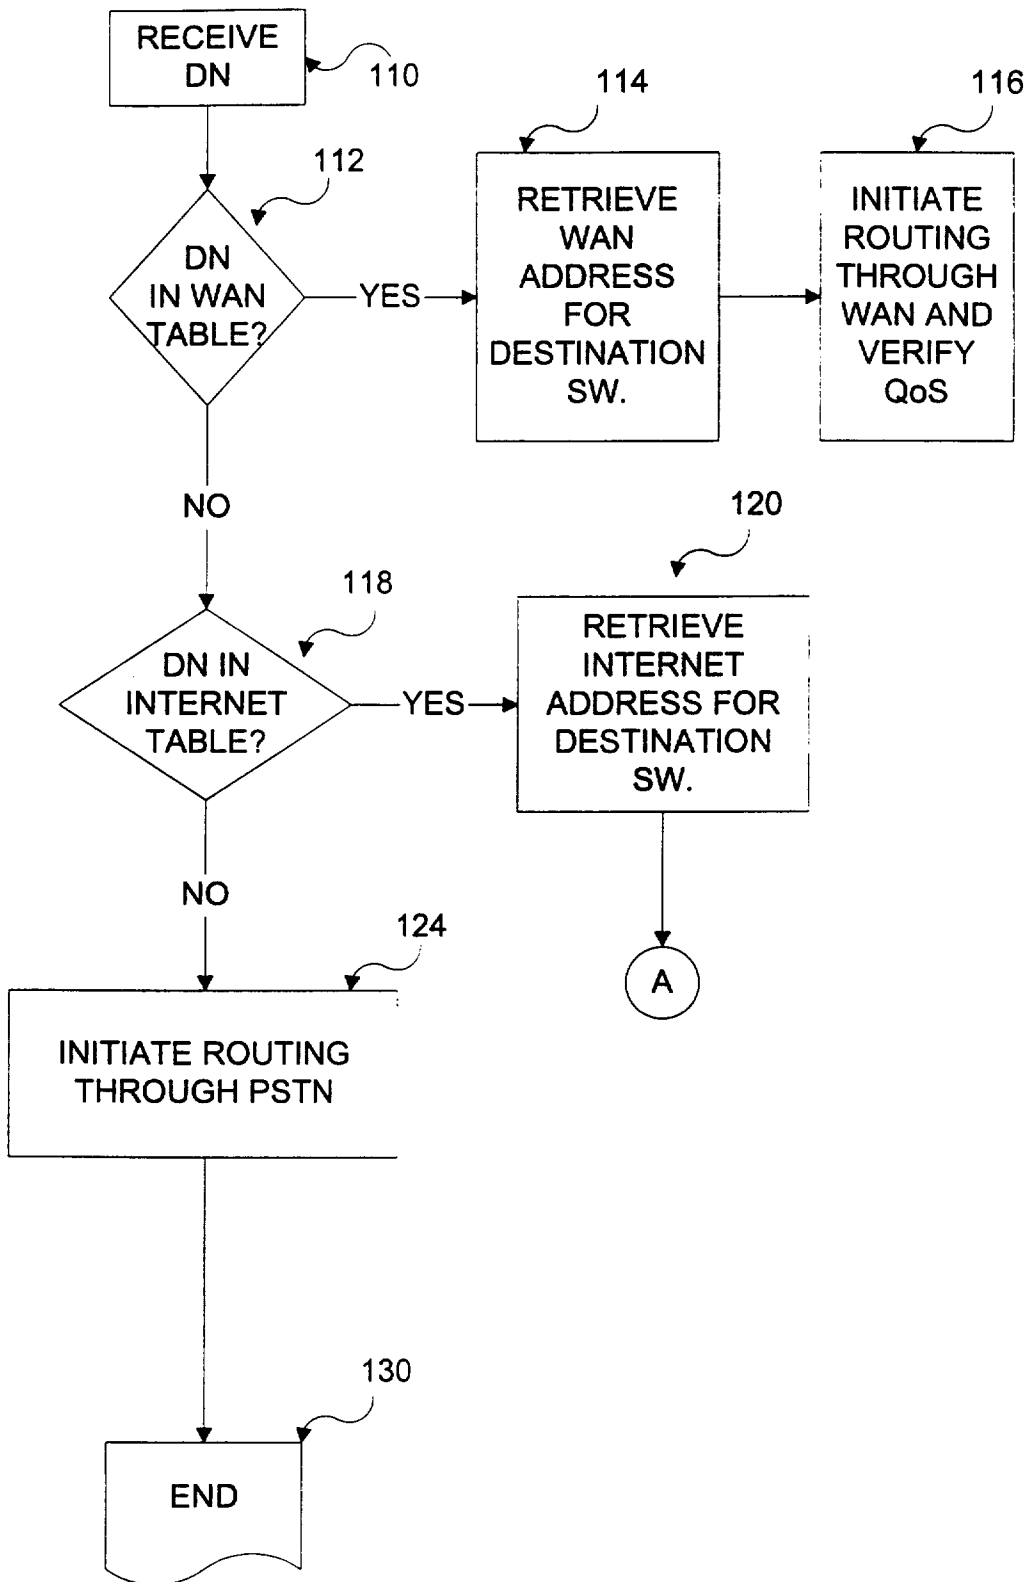 RECEIVE
DN
110
112
DN
IN WAN
TABLE?
YES
114
RETRIEVE
WAN
ADDRESS
FOR
DESTINATION
SW.
116
INITIATE
ROUTING
THROUGH
WAN AND
VERIFY
QoS
NO
118
DN IN
INTERNET
TABLE?
YES
120
RETRIEVE
INTERNET
ADDRESS FOR
DESTINATION
SW.
A
NO
124
INITIATE ROUTING
THROUGH PSTN
130
END